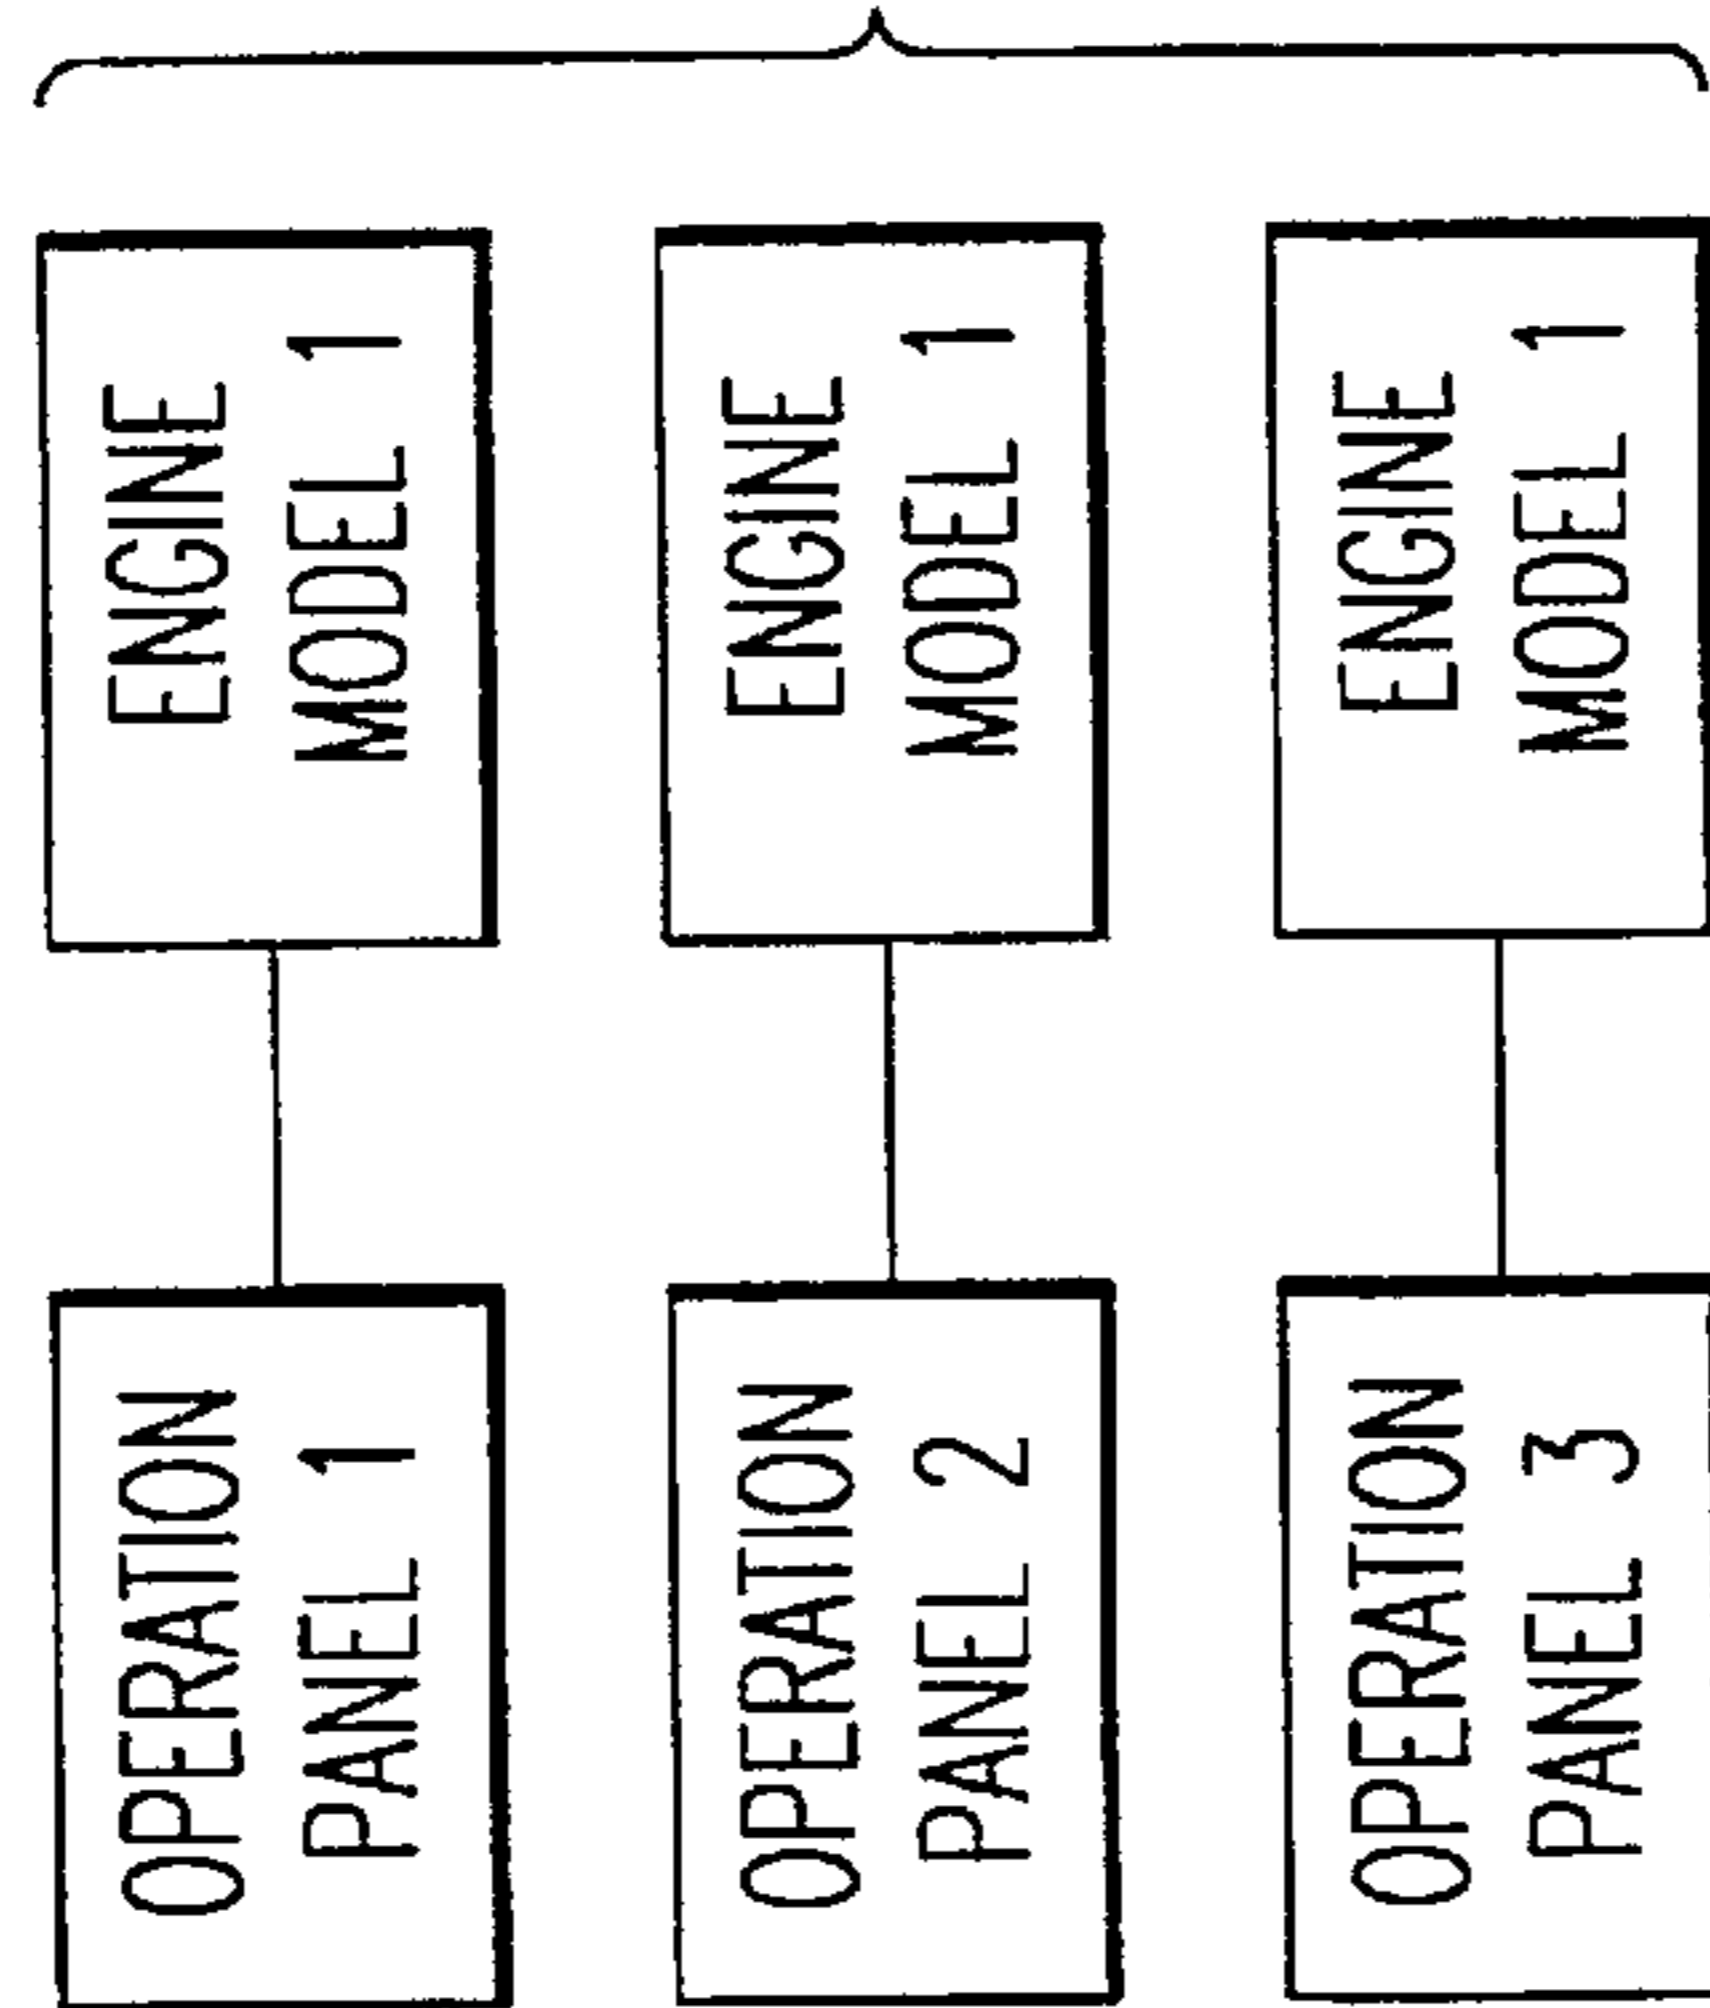 OPERATION
PANEL 1
ENGINE
MODEL 1
OPERATION
PANEL 2
ENGINE
MODEL 1
OPERATION
PANEL 3
ENGINE
MODEL 1